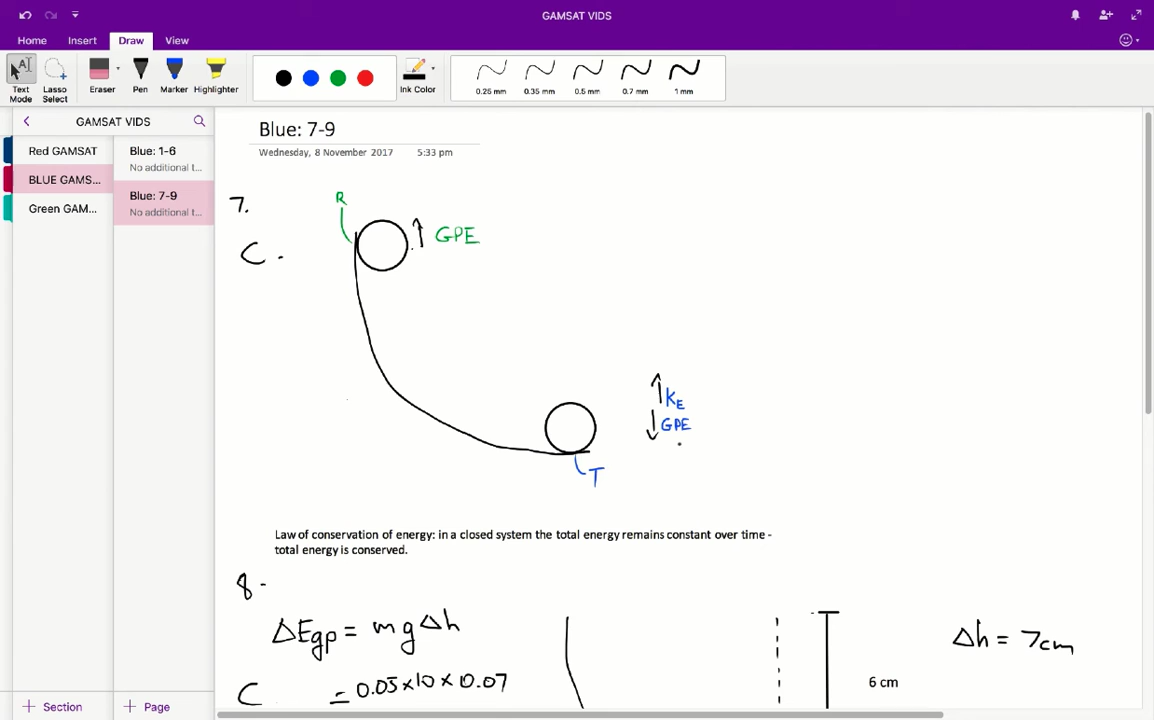 GAMSAT VIDS
Home Insert Draw View
Text Mode
Lasso Select
Eraser
Pen
Marker
Highlighter
Ink Color
0.25 mm
0.35 mm
0.5 mm
0.7 mm
1 mm
GAMSAT VIDS
Red GAMSAT
BLUE GAMS...
Green GAM...
Blue: 1-6
No additional t...
Blue: 7-9
No additional t...
Section
Page
Blue: 7-9
Wednesday, 8 November 2017 5:33 pm
7.
C.
R
↑ GPE
↑ KE
↓ GPE
T
Law of conservation of energy: in a closed system the total energy remains constant over time -
total energy is conserved.
8.
ΔEgp = mgΔh
C = 0.05×10×0.07
6 cm
Δh = 7cm